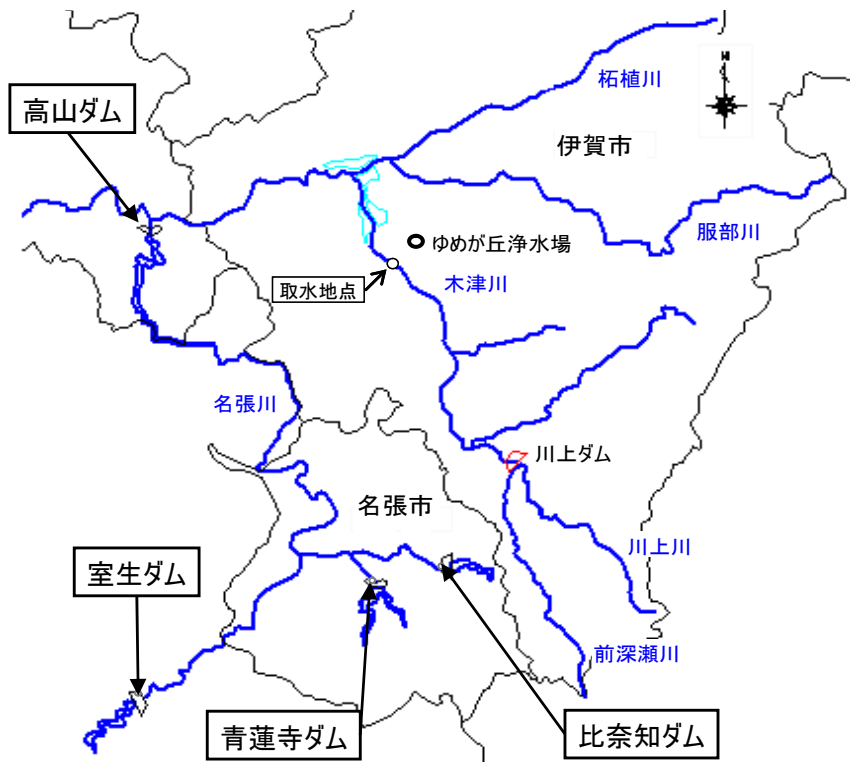 N
柘植川
高山ダム
伊賀市
服部川
ゆめが丘浄水場
取水地点
木津川
名張川
川上ダム
名張市
川上川
室生ダム
前深瀬川
青蓮寺ダム
比奈知ダム